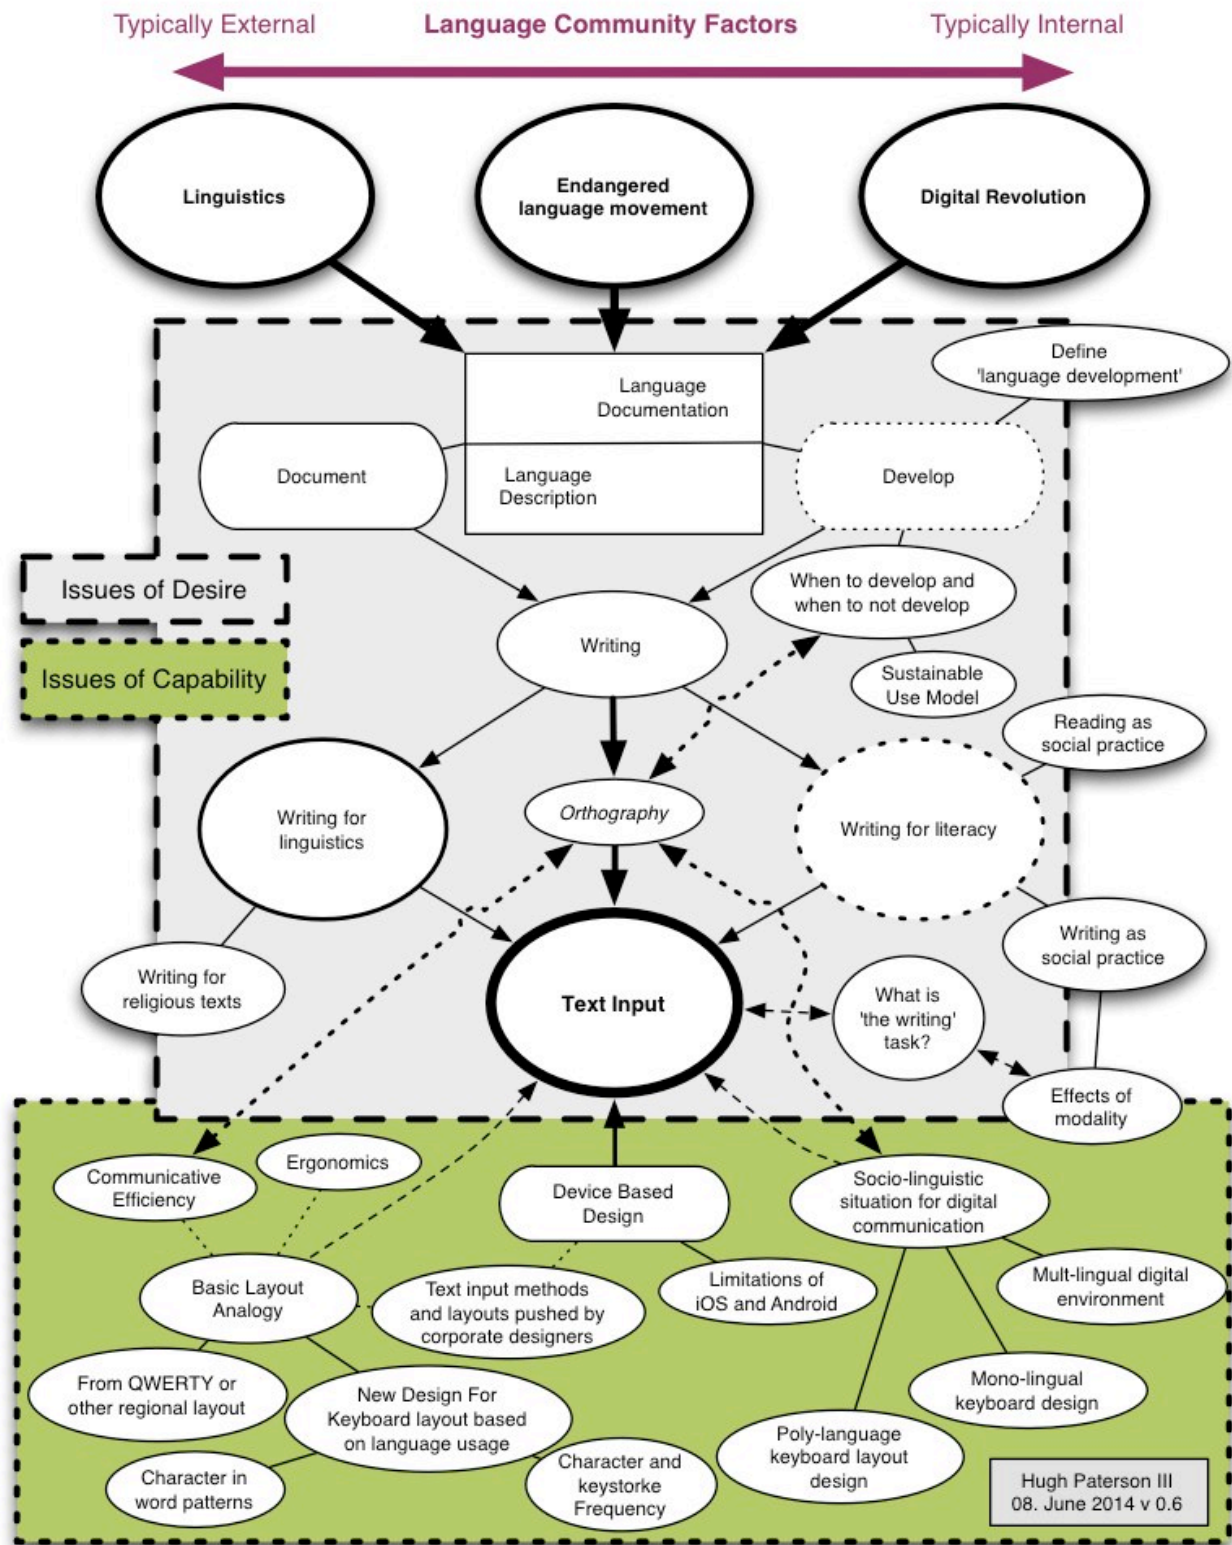 Typically External
Language Community Factors
Typically Internal
Linguistics
Endangered
language movement
Digital Revolution
Define
'language development'
Language
Documentation
Document
Language
Description
Develop
Issues of Desire
When to develop and
when to not develop
Writing
Issues of Capability
Sustainable
Use Model
Reading as
social practice
Writing for
linguistics
Orthography
Writing for literacy
Writing as
social practice
Writing for
religious texts
Text Input
What is
'the writing'
task?
Effects of
modality
Communicative
Efficiency
Ergonomics
Device Based
Design
Socio-linguistic
situation for digital
communication
Basic Layout
Analogy
Text input methods
and layouts pushed by
corporate designers
Limitations of
iOS and Android
Mult-lingual digital
environment
From QWERTY or
other regional layout
New Design For
Keyboard layout based
on language usage
Mono-lingual
keyboard design
Character in
word patterns
Character and
keystorke
Frequency
Poly-language
keyboard layout
design
Hugh Paterson III
08. June 2014 v 0.6